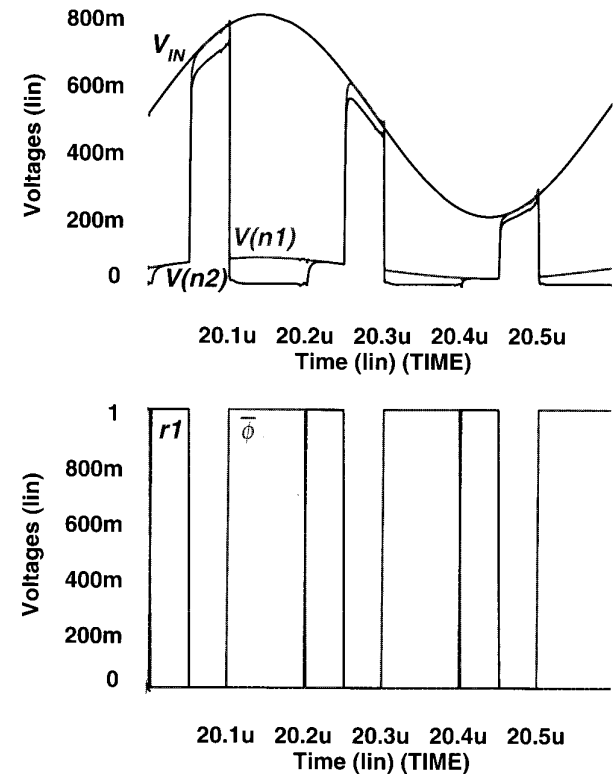 800m
V_IN
600m
Voltages (lin)
400m
200m
V(n1)
0
V(n2)
20.1u 20.2u 20.3u 20.4u 20.5u
Time (lin) (TIME)
1
r1
φ̅
800m
600m
Voltages (lin)
400m
200m
0
20.1u 20.2u 20.3u 20.4u 20.5u
Time (lin) (TIME)